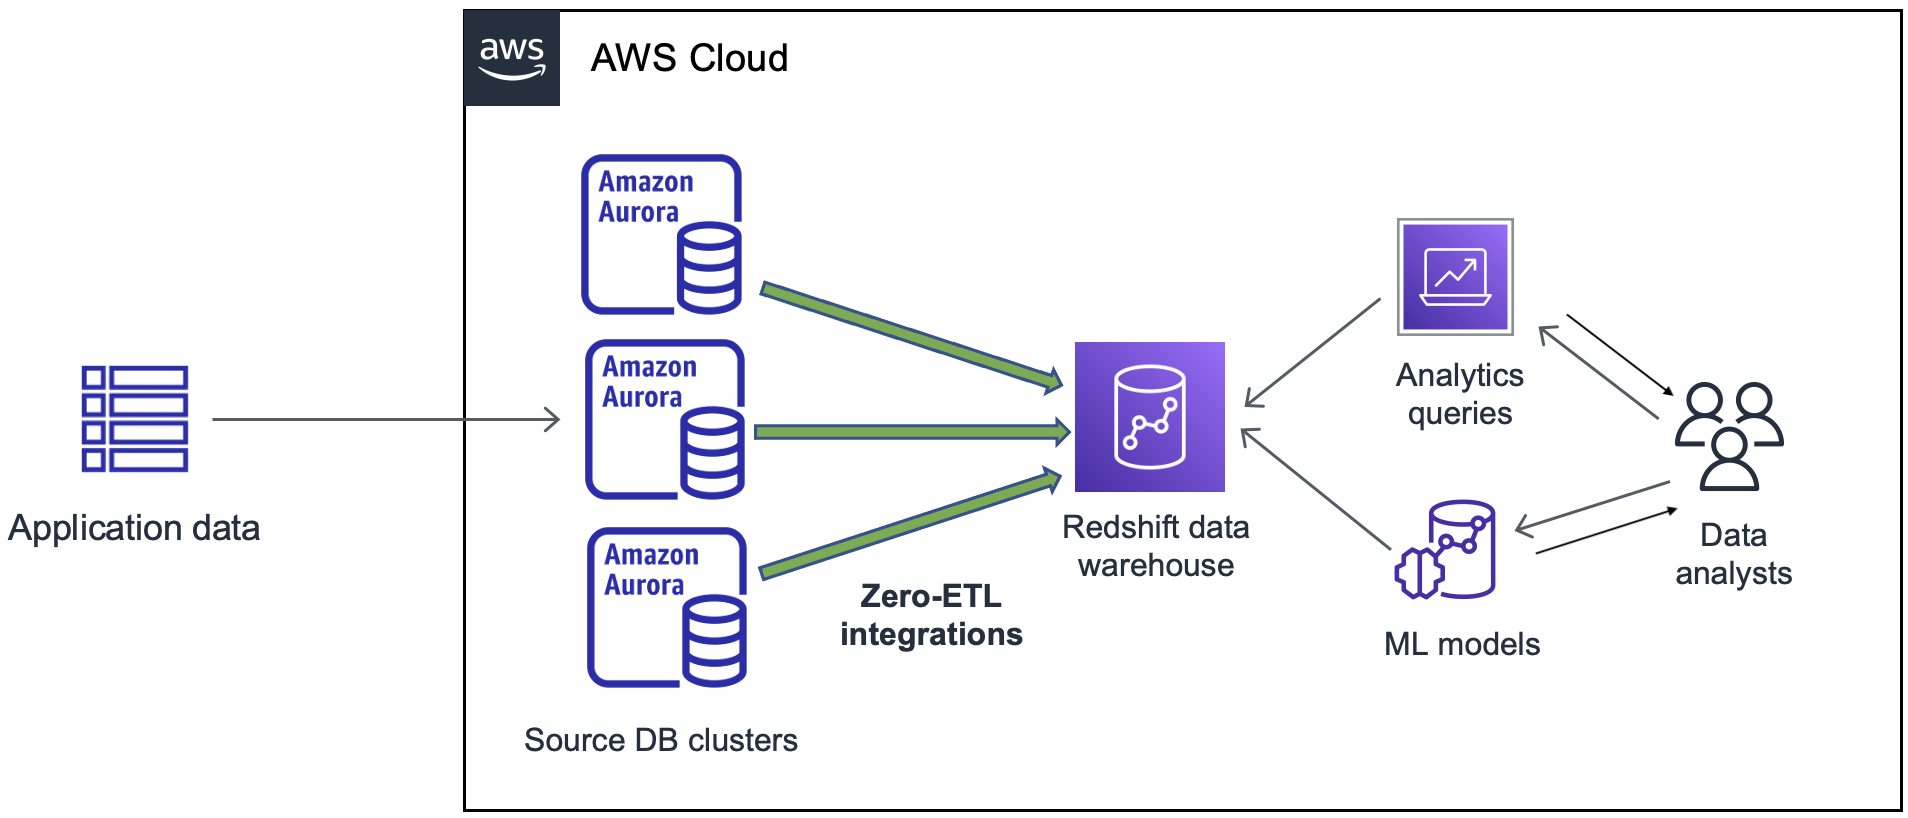 aws
AWS Cloud
Amazon
Aurora
Amazon
Aurora
Amazon
Aurora
Application data
Source DB clusters
Zero-ETL
integrations
Redshift data
warehouse
Analytics
queries
ML models
Data
analysts